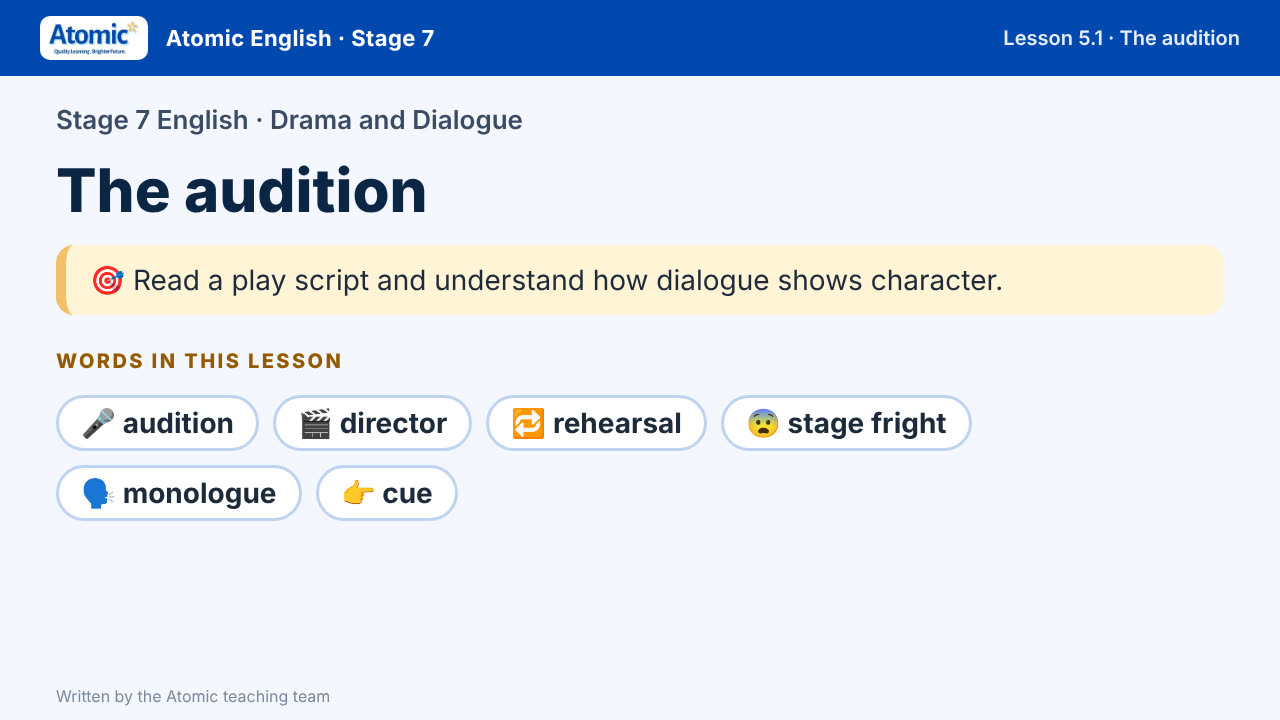 Atomic
Quality Learning. Brighter Future.
Atomic English · Stage 7
Lesson 5.1 · The audition
Stage 7 English · Drama and Dialogue
The audition
🎯 Read a play script and understand how dialogue shows character.
WORDS IN THIS LESSON
🎤 audition 🎬 director 🔁 rehearsal 😨 stage fright
🗣️ monologue 👉 cue
Written by the Atomic teaching team